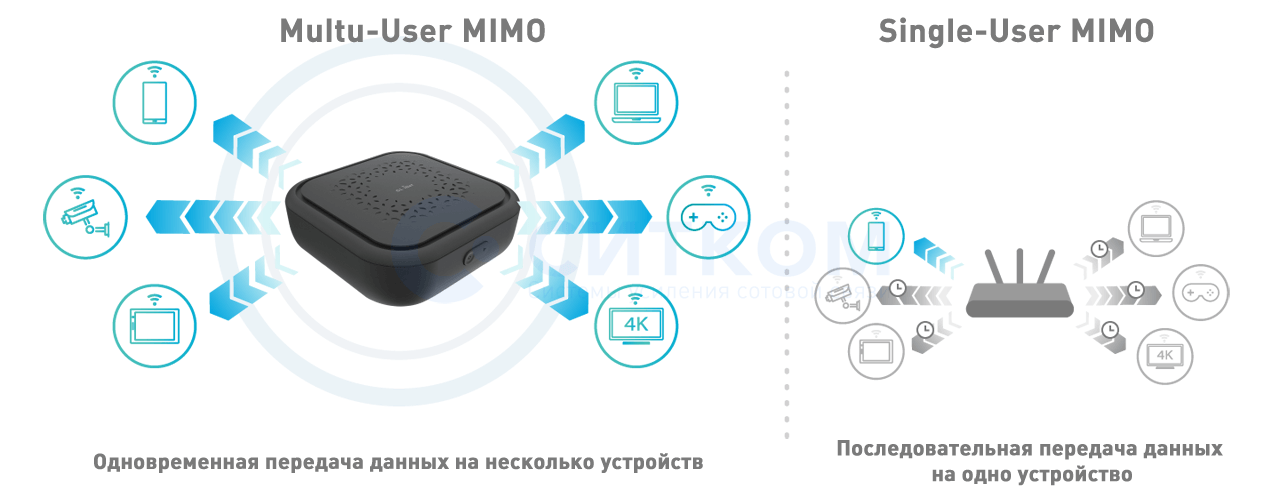 Multu-User MIMO
Single-User MIMO
4K
4K
Одновременная передача данных на несколько устройств
Последовательная передача данных
на одно устройство